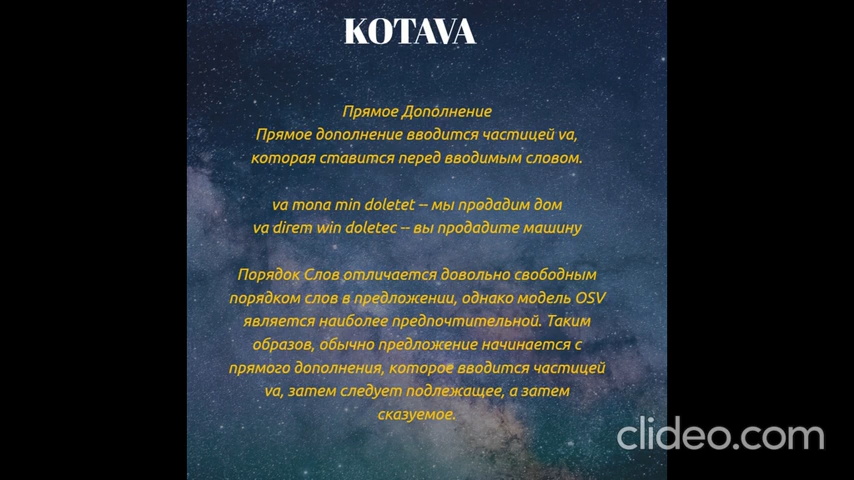 KOTAVA
Прямое Дополнение
Прямое дополнение вводится частицей va,
которая ставится перед вводимым словом.
va mona min doletet -- мы продадим дом
va direm win doletec -- вы продадите машину
Порядок Слов отличается довольно свободным
порядком слов в предложении, однако модель OSV
является наиболее предпочтительной. Таким
образов, обычно предложение начинается с
прямого дополнения, которое вводится частицей
va, затем следует подлежащее, а затем
сказуемое.
clideo.com